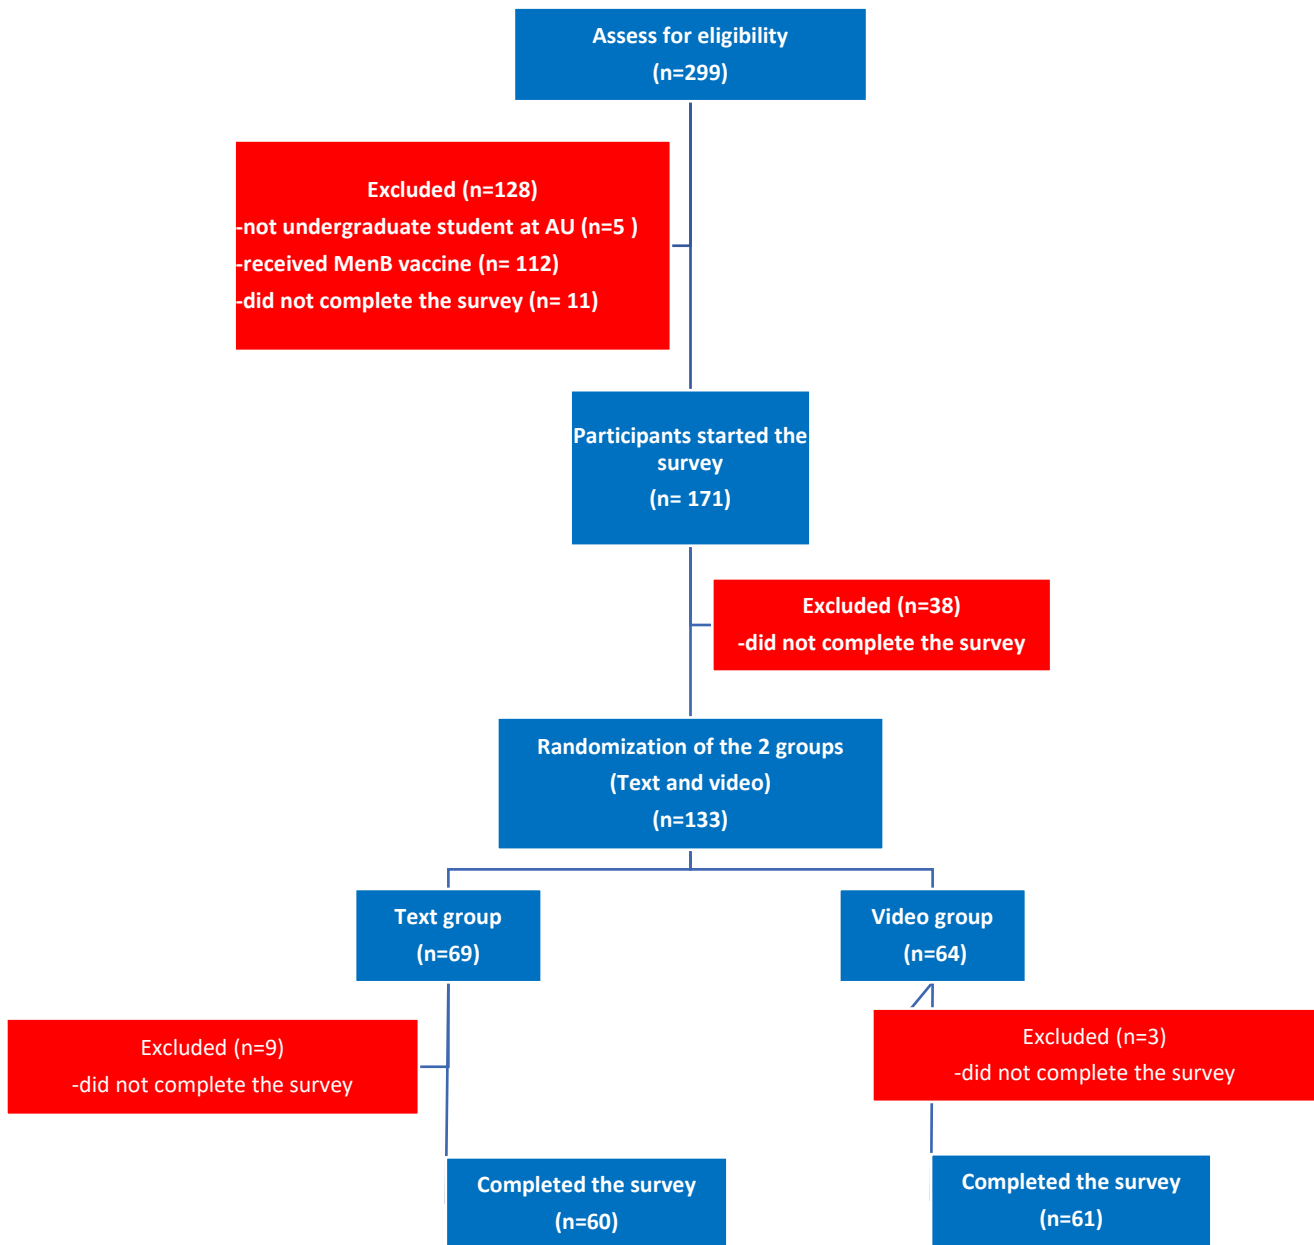 Assess for eligibility
(n=299)
Excluded (n=128)
-not undergraduate student at AU (n=5 )
-received MenB vaccine (n= 112)
-did not complete the survey (n= 11)
Participants started the
survey
(n= 171)
Excluded (n=38)
-did not complete the survey
Randomization of the 2 groups
(Text and video)
(n=133)
Text group
(n=69)
Video group
(n=64)
Excluded (n=9)
-did not complete the survey
Excluded (n=3)
-did not complete the survey
Completed the survey
(n=60)
Completed the survey
(n=61)